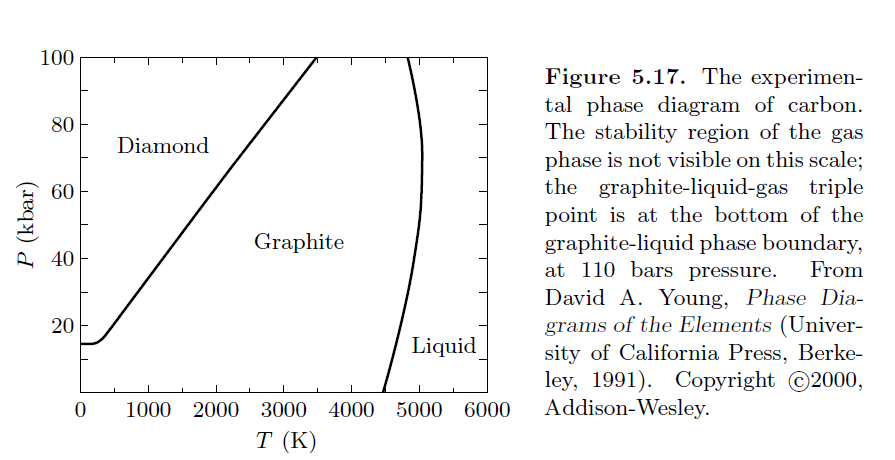 100
80
60
40
20
P (kbar)
Diamond
Graphite
Liquid
0 1000 2000 3000 4000 5000 6000
T (K)
Figure 5.17. The experimen-
tal phase diagram of carbon.
The stability region of the gas
phase is not visible on this scale;
the graphite-liquid-gas triple
point is at the bottom of the
graphite-liquid phase boundary,
at 110 bars pressure. From
David A. Young, Phase Dia-
grams of the Elements (Univer-
sity of California Press, Berke-
ley, 1991). Copyright ©2000,
Addison-Wesley.